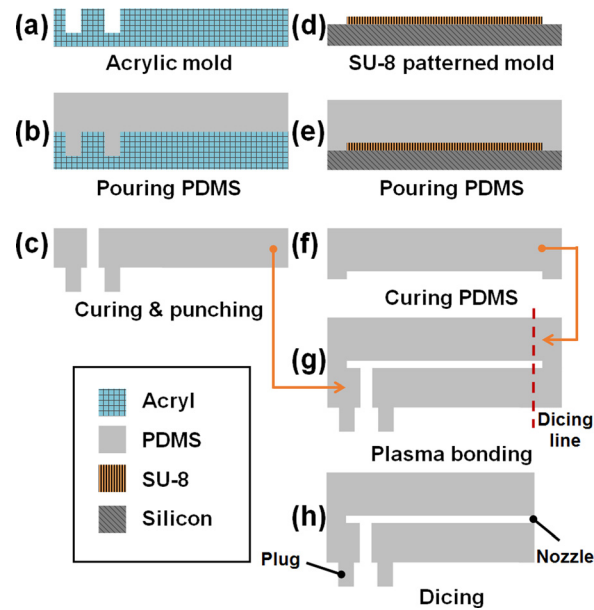 (a)
Acrylic mold
(b)
Pouring PDMS
(c)
Curing & punching
(d)
SU-8 patterned mold
(e)
Pouring PDMS
(f)
Curing PDMS
(g)
Dicing
line
Plasma bonding
(h)
Plug
Nozzle
Dicing
Acryl
PDMS
SU-8
Silicon